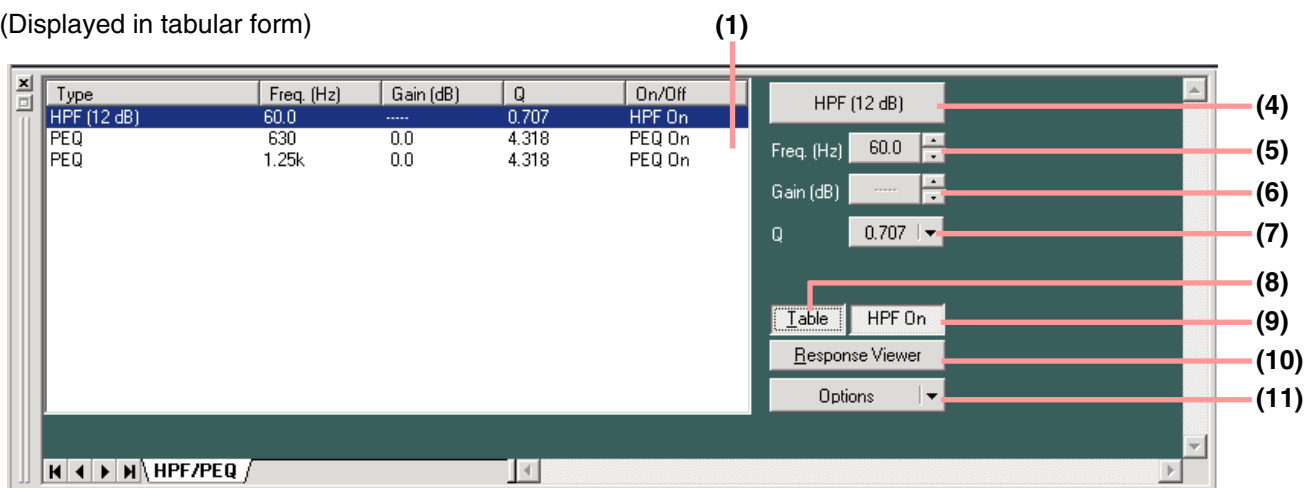 (Displayed in tabular form)
(1)
Type Freq. (Hz) Gain (dB) Q On/Off
HPF (12 dB) 60.0 ----- 0.707 HPF On
PEQ 630 0.0 4.318 PEQ On
PEQ 1.25k 0.0 4.318 PEQ On
HPF (12 dB) (4)
Freq. (Hz) 60.0 (5)
Gain (dB) ----- (6)
Q 0.707 (7)
(8)
Table HPF On (9)
Response Viewer (10)
Options (11)
HPF/PEQ